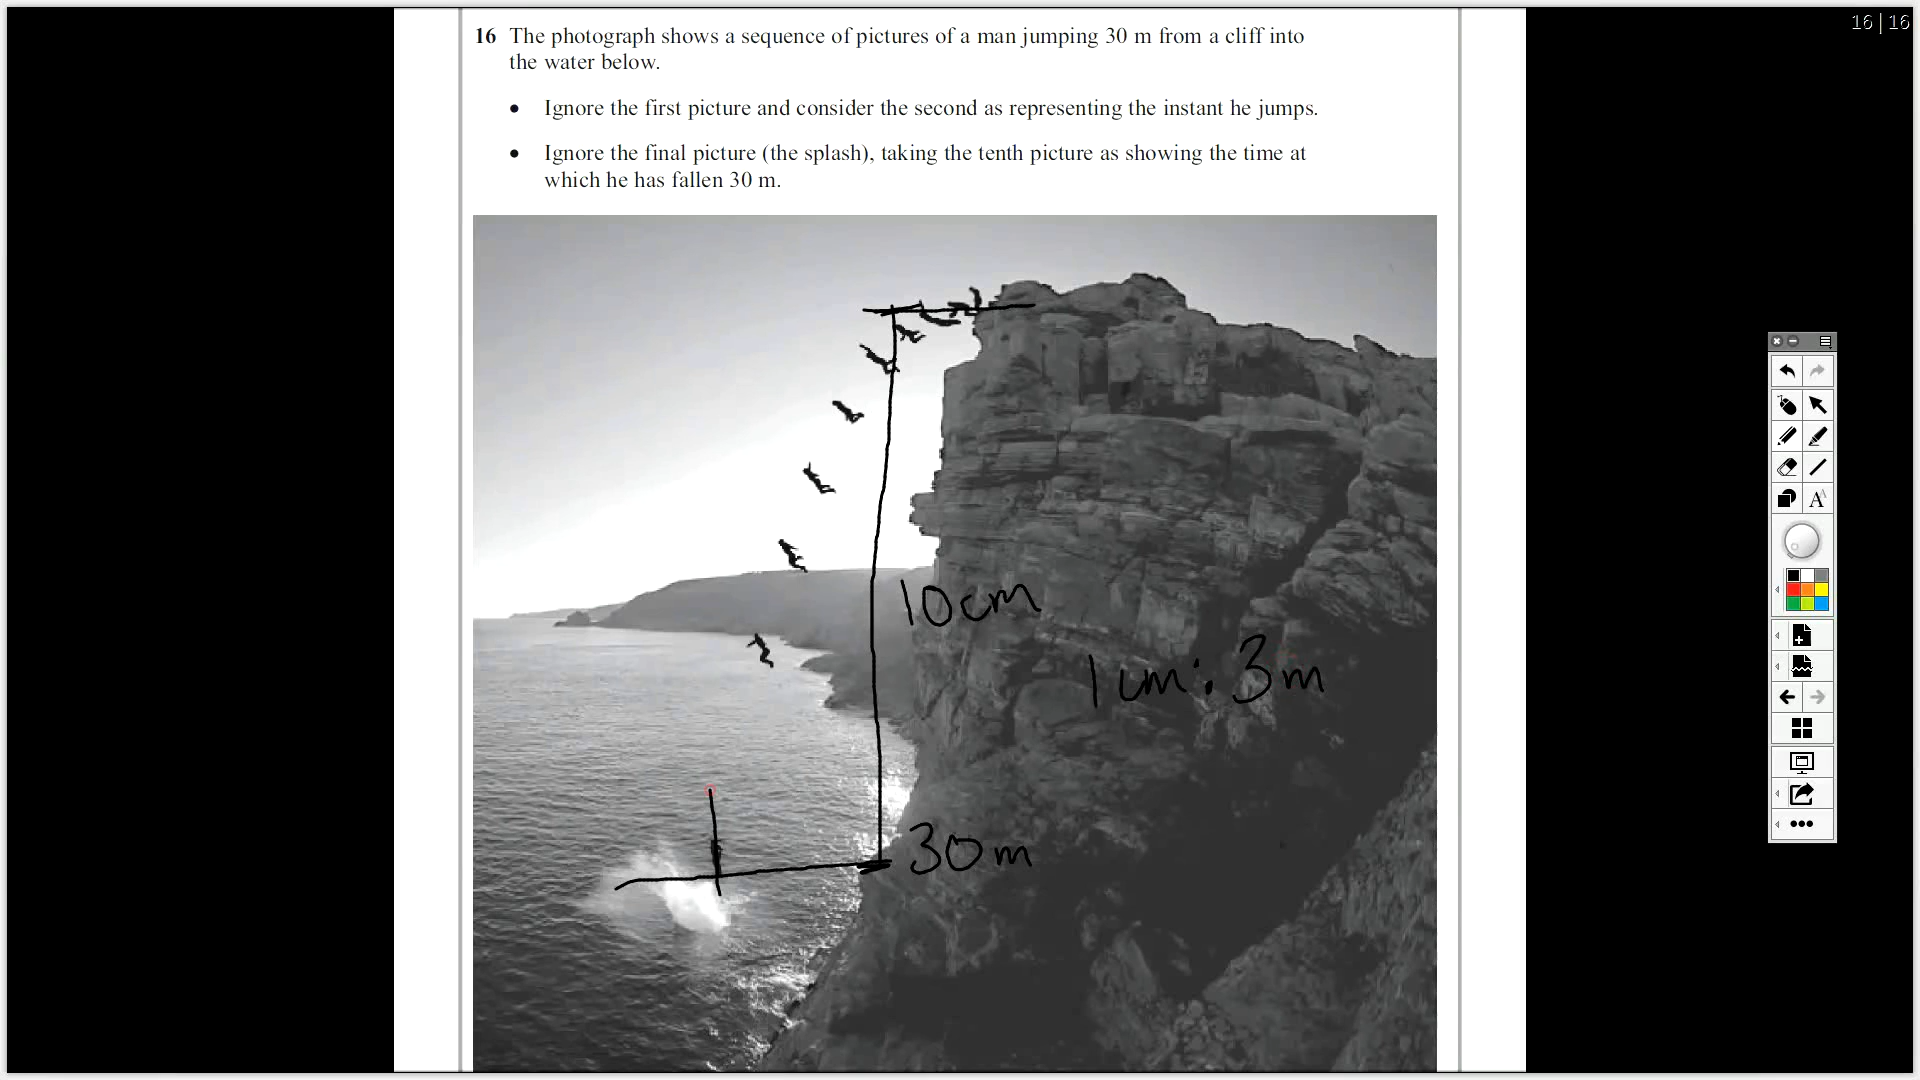 16 | 16
16 The photograph shows a sequence of pictures of a man jumping 30 m from a cliff into
the water below.
• Ignore the first picture and consider the second as representing the instant he jumps.
• Ignore the final picture (the splash), taking the tenth picture as showing the time at
which he has fallen 30 m.
10cm
1cm : 3m
30m